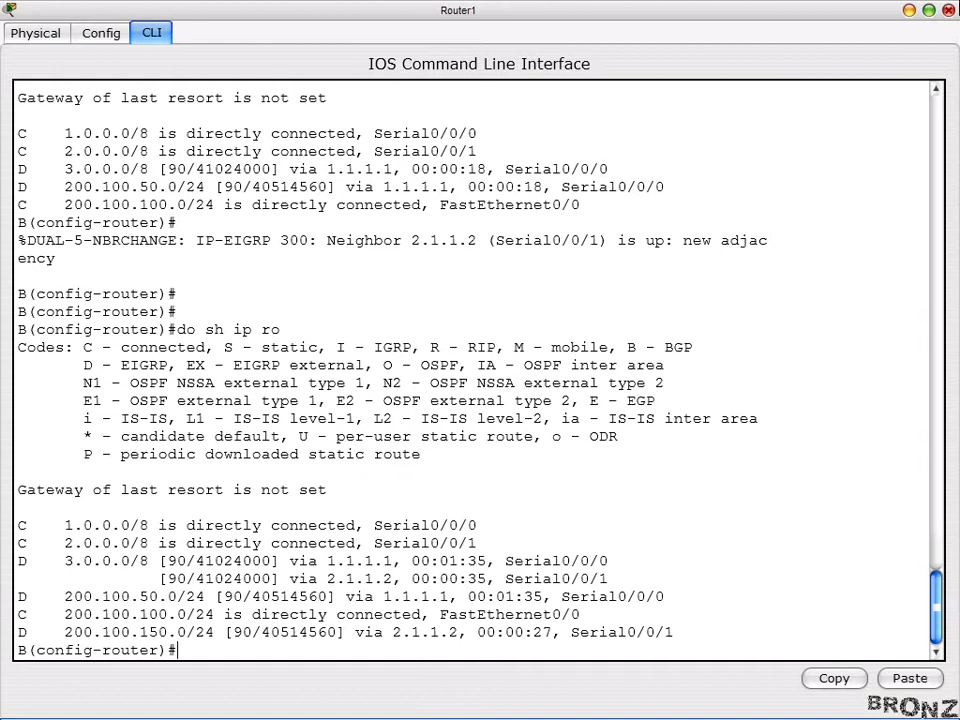 Router1
Physical Config CLI
IOS Command Line Interface
Gateway of last resort is not set
C    1.0.0.0/8 is directly connected, Serial0/0/0
C    2.0.0.0/8 is directly connected, Serial0/0/1
D    3.0.0.0/8 [90/41024000] via 1.1.1.1, 00:00:18, Serial0/0/0
D    200.100.50.0/24 [90/40514560] via 1.1.1.1, 00:00:18, Serial0/0/0
C    200.100.100.0/24 is directly connected, FastEthernet0/0
B(config-router)#
%DUAL-5-NBRCHANGE: IP-EIGRP 300: Neighbor 2.1.1.2 (Serial0/0/1) is up: new adjac
ency
B(config-router)#
B(config-router)#
B(config-router)#do sh ip ro
Codes: C - connected, S - static, I - IGRP, R - RIP, M - mobile, B - BGP
       D - EIGRP, EX - EIGRP external, O - OSPF, IA - OSPF inter area
       N1 - OSPF NSSA external type 1, N2 - OSPF NSSA external type 2
       E1 - OSPF external type 1, E2 - OSPF external type 2, E - EGP
       i - IS-IS, L1 - IS-IS level-1, L2 - IS-IS level-2, ia - IS-IS inter area
       * - candidate default, U - per-user static route, o - ODR
       P - periodic downloaded static route
Gateway of last resort is not set
C    1.0.0.0/8 is directly connected, Serial0/0/0
C    2.0.0.0/8 is directly connected, Serial0/0/1
D    3.0.0.0/8 [90/41024000] via 1.1.1.1, 00:01:35, Serial0/0/0
               [90/41024000] via 2.1.1.2, 00:00:35, Serial0/0/1
D    200.100.50.0/24 [90/40514560] via 1.1.1.1, 00:01:35, Serial0/0/0
C    200.100.100.0/24 is directly connected, FastEthernet0/0
D    200.100.150.0/24 [90/40514560] via 2.1.1.2, 00:00:27, Serial0/0/1
B(config-router)#
Copy Paste
BRONZ